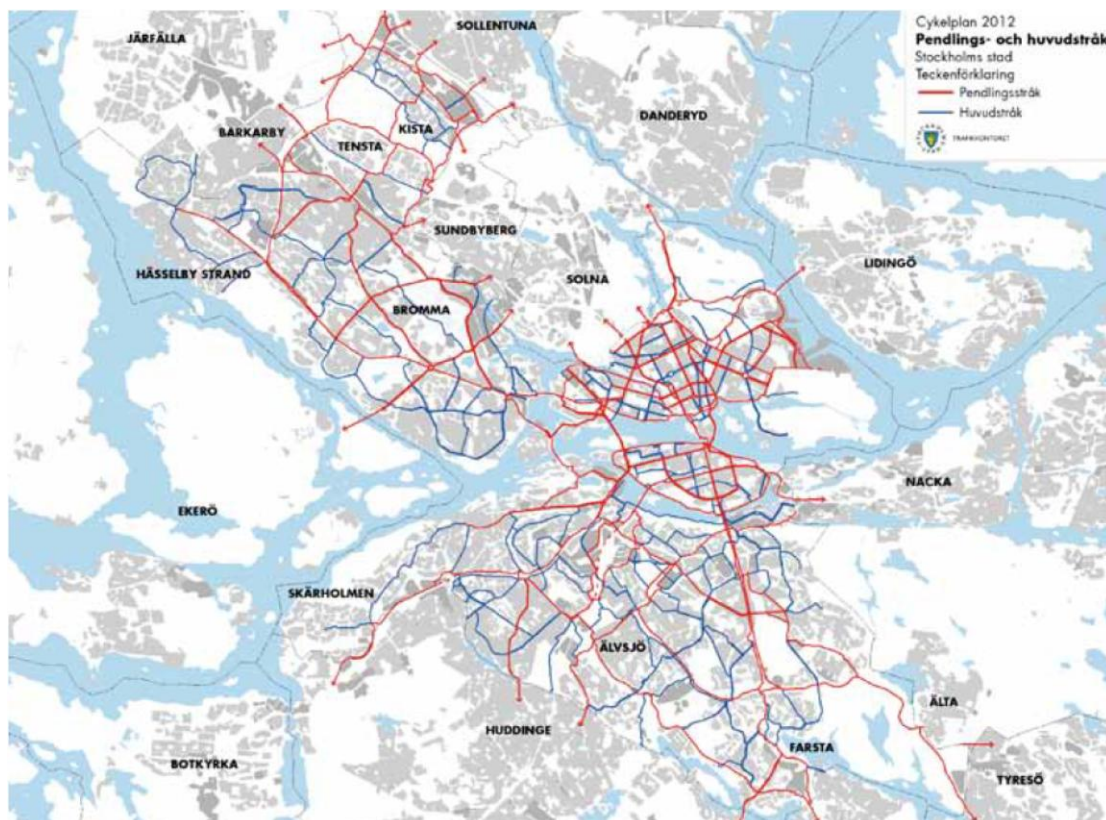 Cykelplan 2012
Pendlings- och huvudstråk
Stockholms stad
Teckenförklaring
Pendlingsstråk
Huvudstråk
TRAFIKKONTORET
SOLLENTUNA
JÄRFÄLLA
DANDERYD
BARKARBY
KISTA
TENSTA
SUNDBYBERG
LIDINGÖ
HÄSSELBY STRAND
SOLNA
BROMMA
NACKA
EKERÖ
SKÄRHOLMEN
ÄLVSJÖ
ÄLTA
HUDDINGE
FARSTA
BOTKYRKA
TYRESÖ